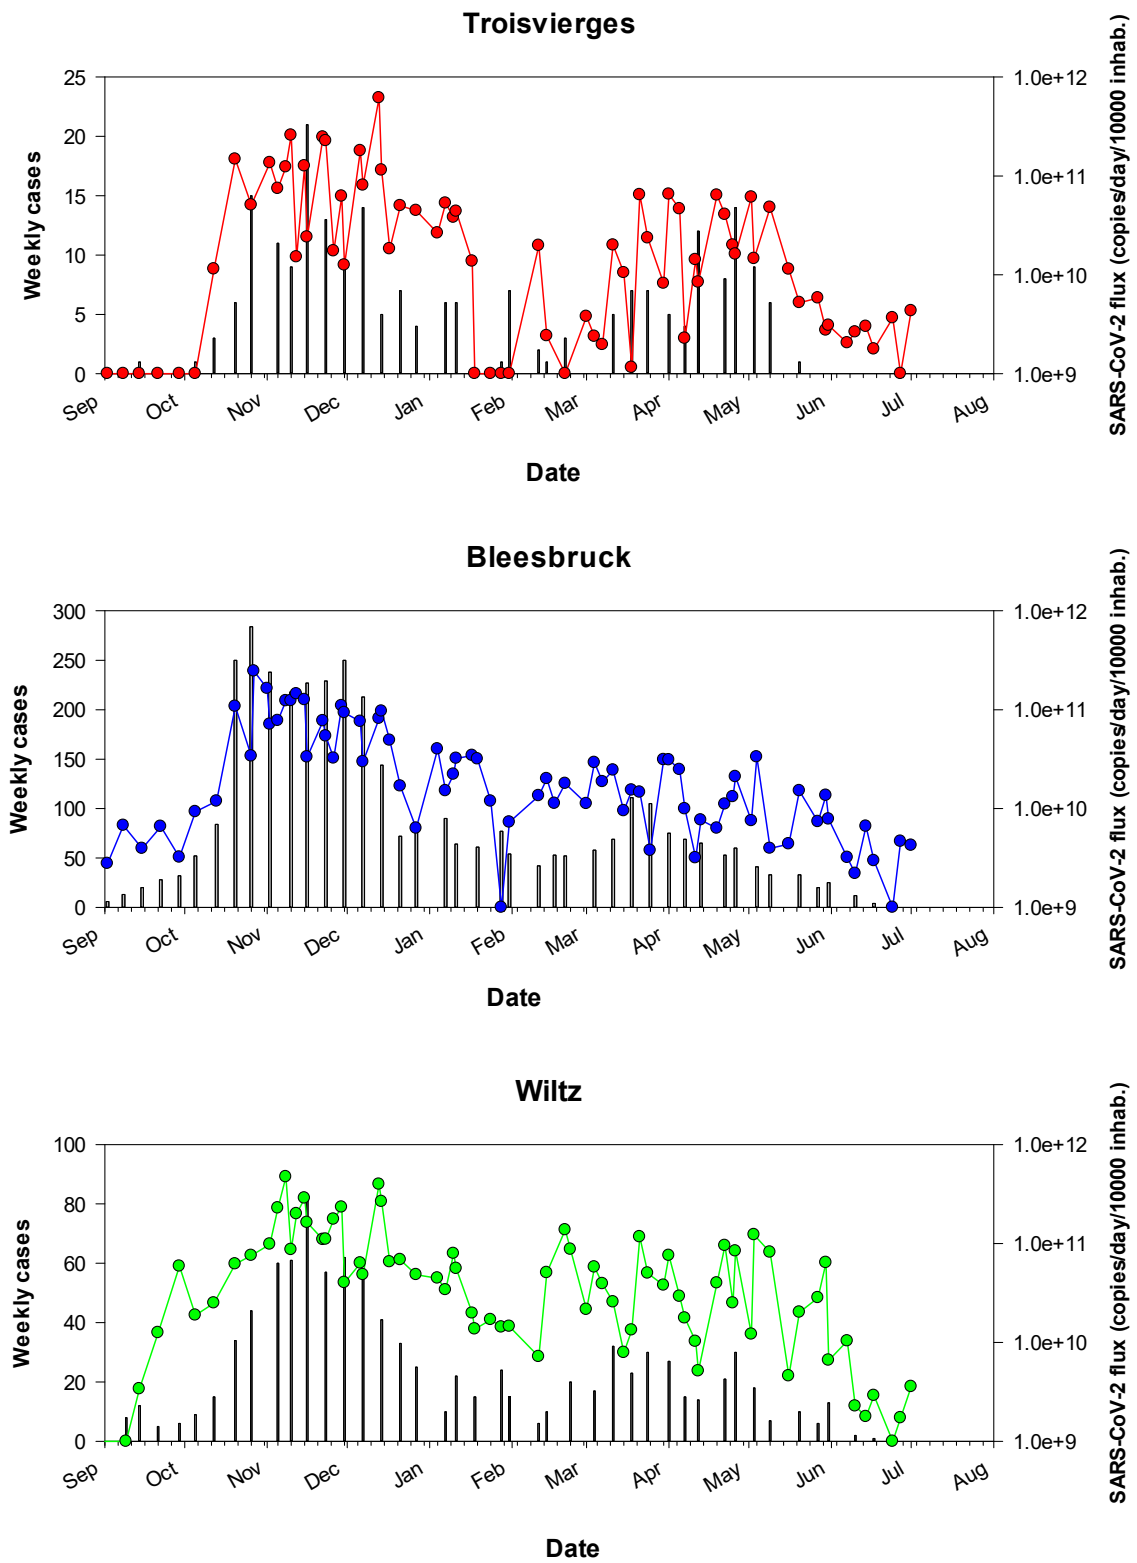 Troisvierges
Weekly cases
25
20
15
10
5
0
1.0e+12
1.0e+11
1.0e+10
1.0e+9
SARS-CoV-2 flux (copies/day/10000 inhab.)
Sep Oct Nov Dec Jan Feb Mar Apr May Jun Jul Aug
Date
Bleesbruck
Weekly cases
300
250
200
150
100
50
0
1.0e+12
1.0e+11
1.0e+10
1.0e+9
SARS-CoV-2 flux (copies/day/10000 inhab.)
Sep Oct Nov Dec Jan Feb Mar Apr May Jun Jul Aug
Date
Wiltz
Weekly cases
100
80
60
40
20
0
1.0e+12
1.0e+11
1.0e+10
1.0e+9
SARS-CoV-2 flux (copies/day/10000 inhab.)
Sep Oct Nov Dec Jan Feb Mar Apr May Jun Jul Aug
Date